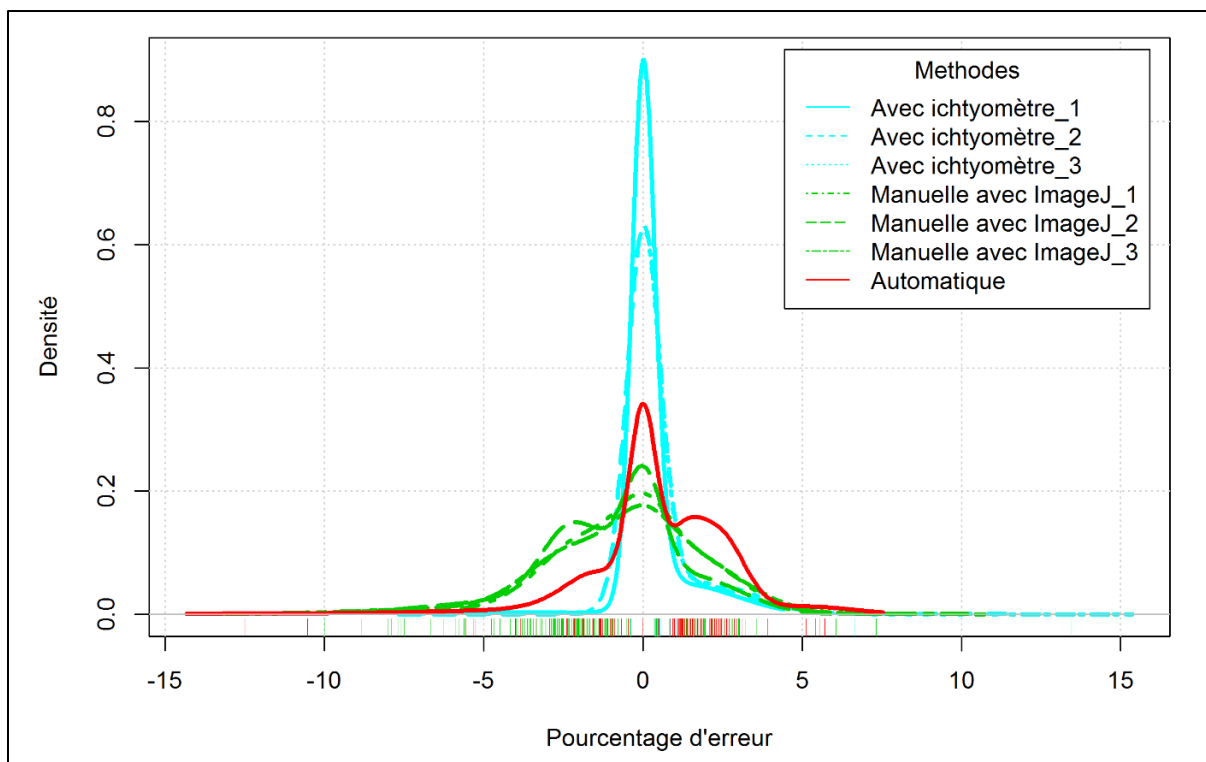 Methodes
Avec ichtyomètre_1
Avec ichtyomètre_2
Avec ichtyomètre_3
Manuelle avec ImageJ_1
Manuelle avec ImageJ_2
Manuelle avec ImageJ_3
Automatique
Densité
0.8
0.6
0.4
0.2
0.0
-15 -10 -5 0 5 10 15
Pourcentage d'erreur